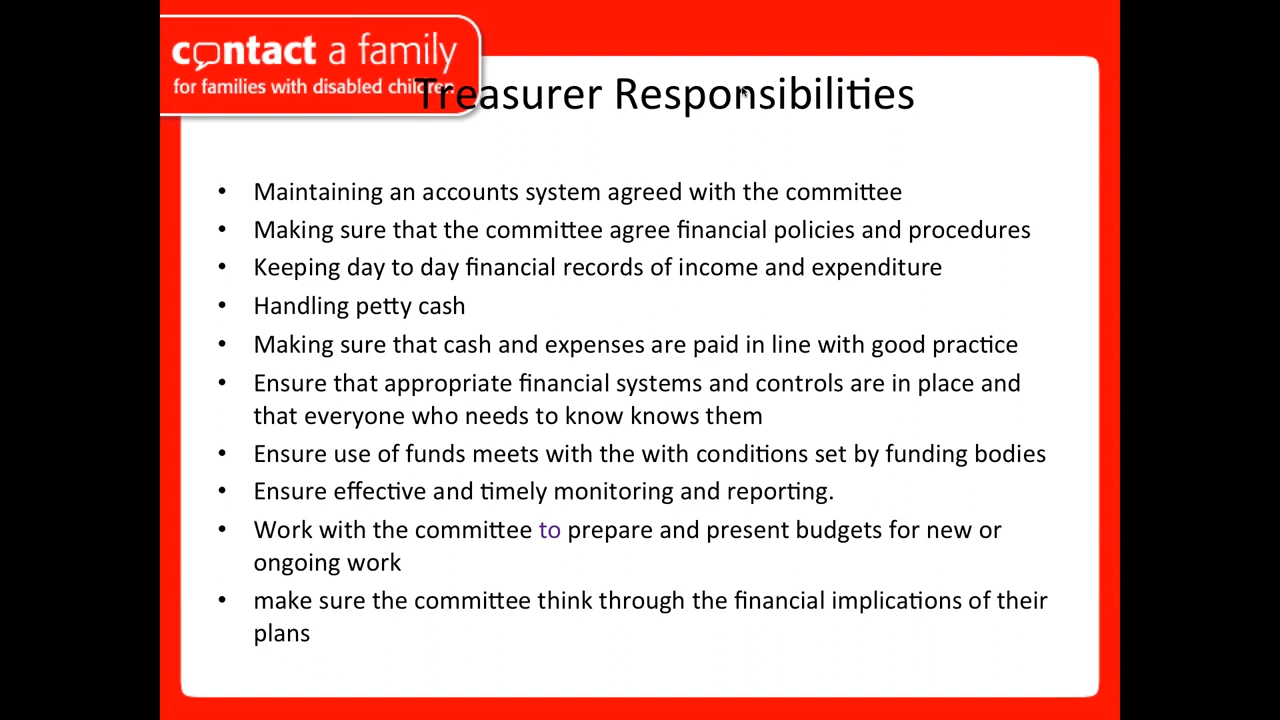 contact a family
for families with disabled children
Treasurer Responsibilities
• Maintaining an accounts system agreed with the committee
• Making sure that the committee agree financial policies and procedures
• Keeping day to day financial records of income and expenditure
• Handling petty cash
• Making sure that cash and expenses are paid in line with good practice
• Ensure that appropriate financial systems and controls are in place and
that everyone who needs to know knows them
• Ensure use of funds meets with the with conditions set by funding bodies
• Ensure effective and timely monitoring and reporting.
• Work with the committee to prepare and present budgets for new or
ongoing work
• make sure the committee think through the financial implications of their
plans